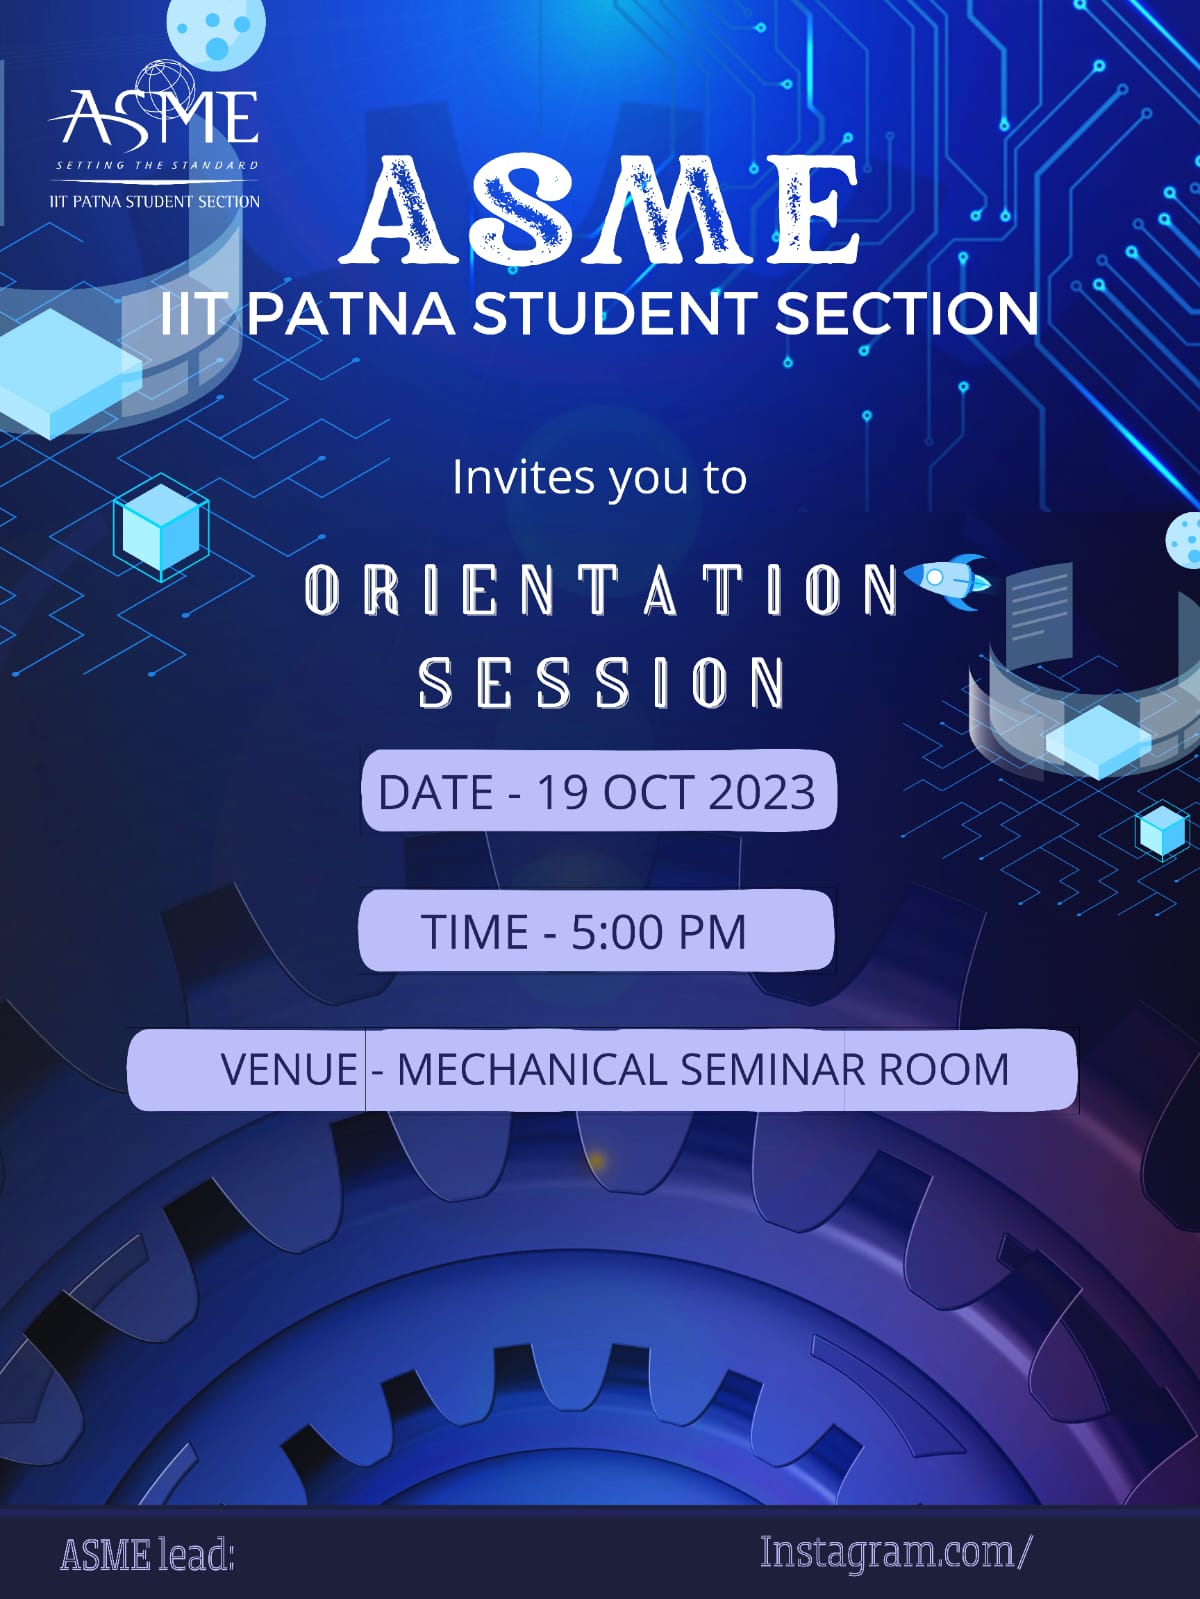 ASME
SETTING THE STANDARD
IIT PATNA STUDENT SECTION
ASME
IIT PATNA STUDENT SECTION
Invites you to
ORIENTATION
SESSION
DATE - 19 OCT 2023
TIME - 5:00 PM
VENUE - MECHANICAL SEMINAR ROOM
ASME lead:
Instagram.com/